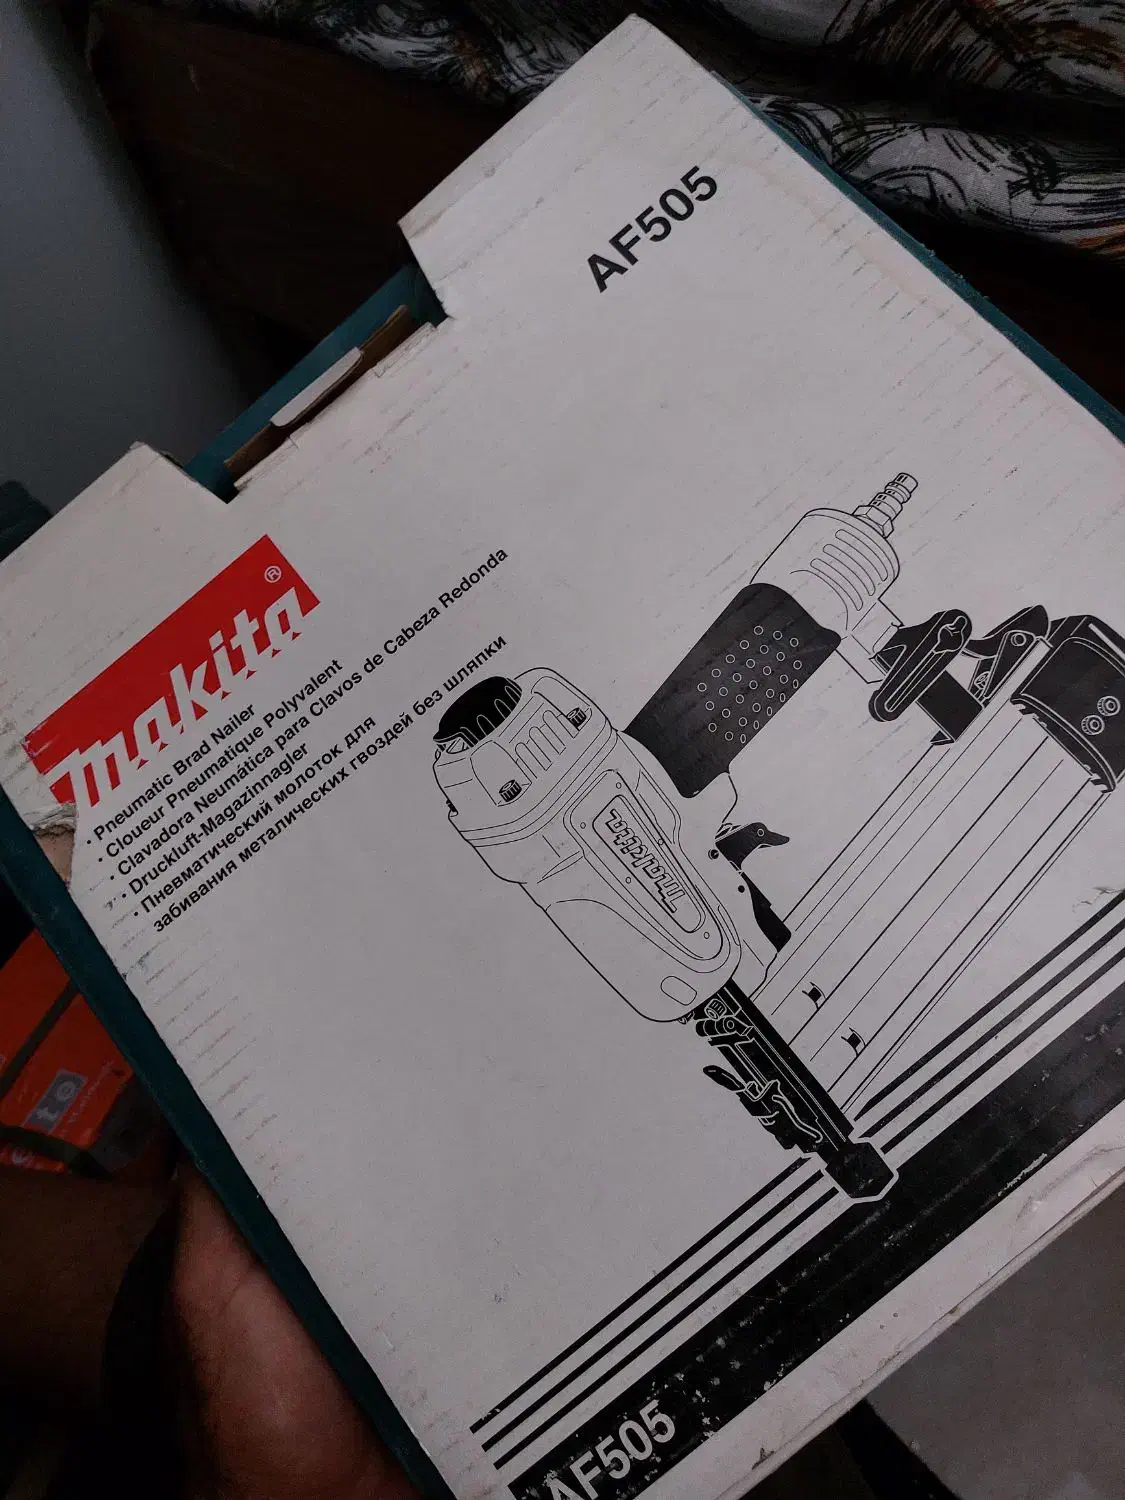 AF505
makita®
· Pneumatic Brad Nailer
· Cloueur Pneumatique Polyvalent
· Clavadora Neumática para Clavos de Cabeza Redonda
· Druckluft-Magazinnagler
· Пневматический молоток для
забивания металических гвоздей без шляпки
makita
AF505